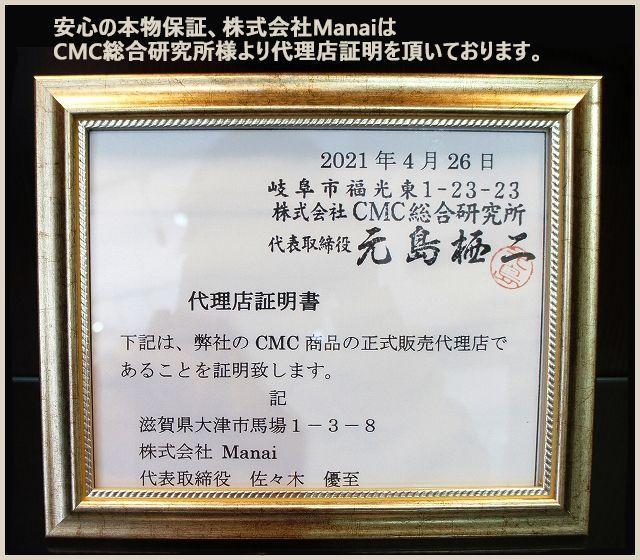 安心の本物保証、株式会社Manaiは
CMC総合研究所様より代理店証明を頂いております。
2021年4月26日
岐阜市福光東1-23-23
株式会社 CMC総合研究所
代表取締役 元島栖二
代理店証明書
下記は、弊社の CMC 商品の正式販売代理店で
あることを証明致します。
記
滋賀県大津市馬場1－3－8
株式会社 Manai
代表取締役 佐々木 優至